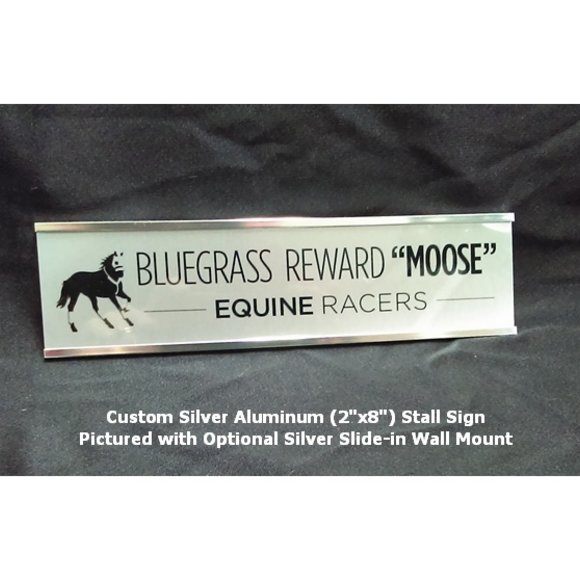 BLUEGRASS REWARD “MOOSE”
EQUINE RACERS
Custom Silver Aluminum (2"x8") Stall Sign
Pictured with Optional Silver Slide-in Wall Mount